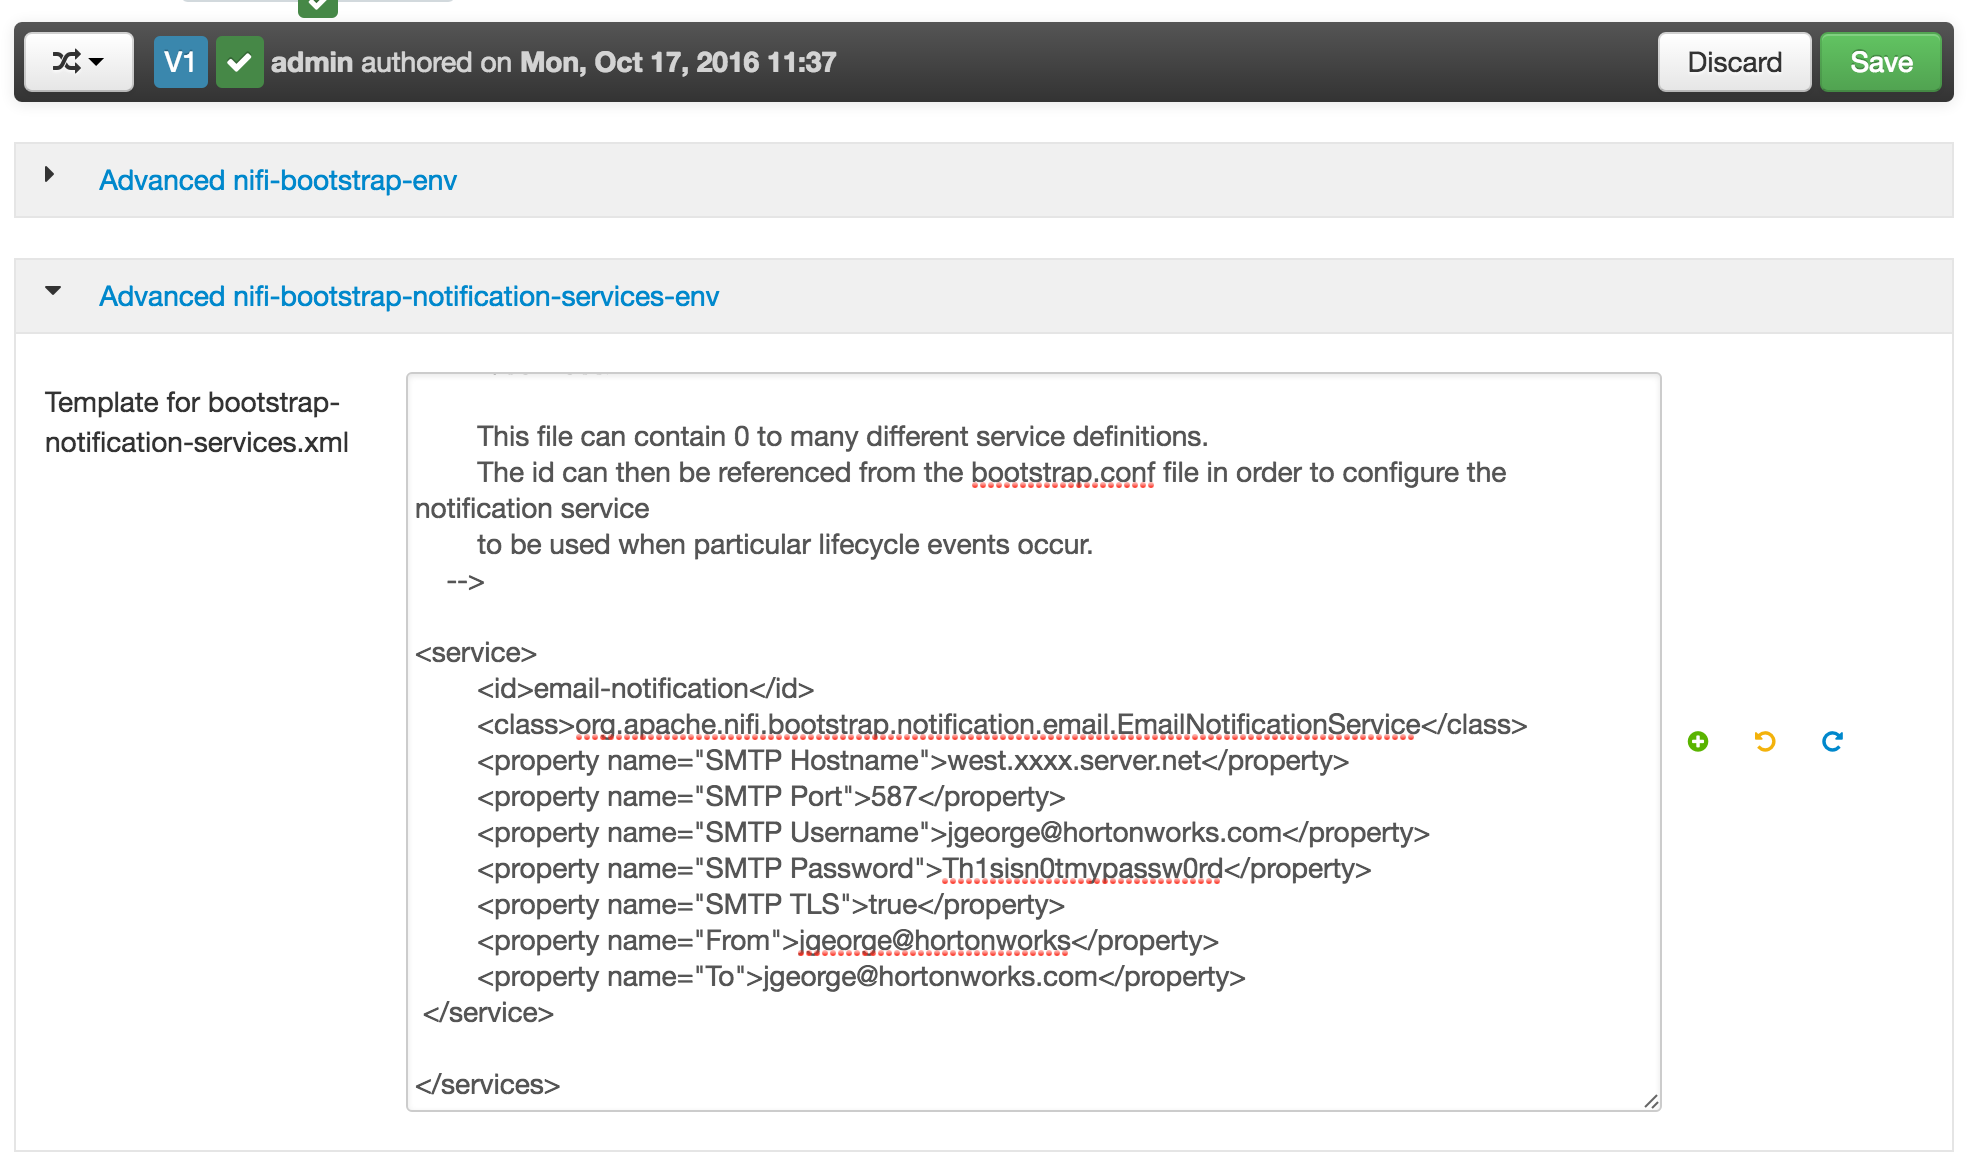 V1 admin authored on Mon, Oct 17, 2016 11:37 Discard Save
Advanced nifi-bootstrap-env
Advanced nifi-bootstrap-notification-services-env
Template for bootstrap-
notification-services.xml
This file can contain 0 to many different service definitions.
The id can then be referenced from the bootstrap.conf file in order to configure the
notification service
to be used when particular lifecycle events occur.
-->
<service>
<id>email-notification</id>
<class>org.apache.nifi.bootstrap.notification.email.EmailNotificationService</class>
<property name="SMTP Hostname">west.xxxx.server.net</property>
<property name="SMTP Port">587</property>
<property name="SMTP Username">jgeorge@hortonworks.com</property>
<property name="SMTP Password">Th1sisn0tmypassw0rd</property>
<property name="SMTP TLS">true</property>
<property name="From">jgeorge@hortonworks</property>
<property name="To">jgeorge@hortonworks.com</property>
</service>
</services>